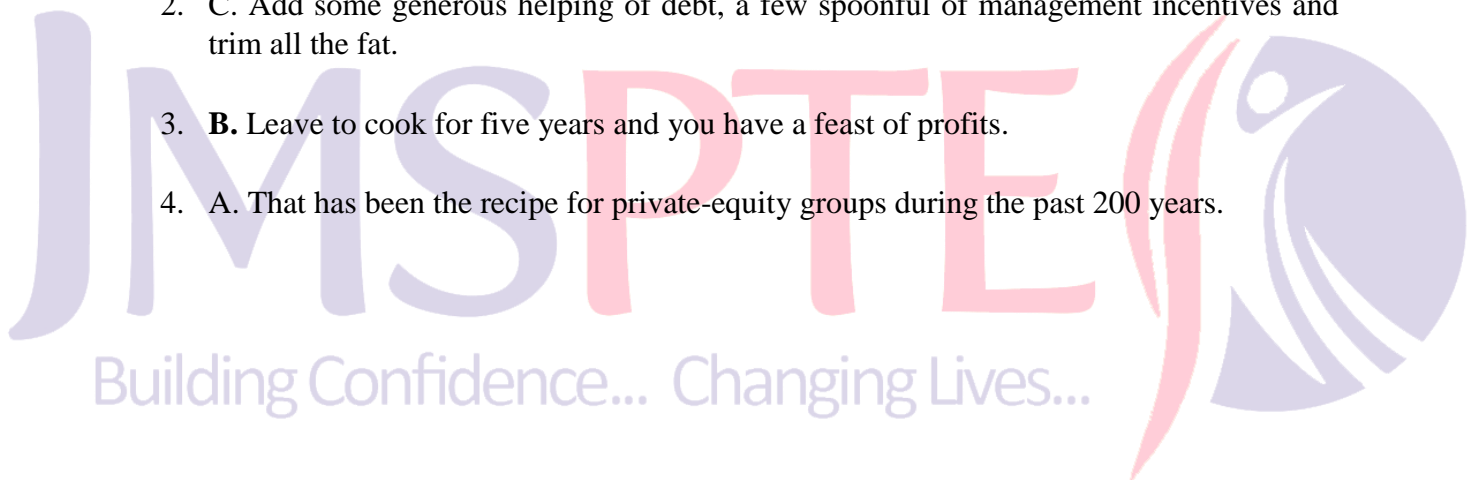 2. C. Add some generous helping of debt, a few spoonful of management incentives and
trim all the fat.
3. B. Leave to cook for five years and you have a feast of profits.
4. A. That has been the recipe for private-equity groups during the past 200 years.
JMSPTE
Building Confidence... Changing Lives...